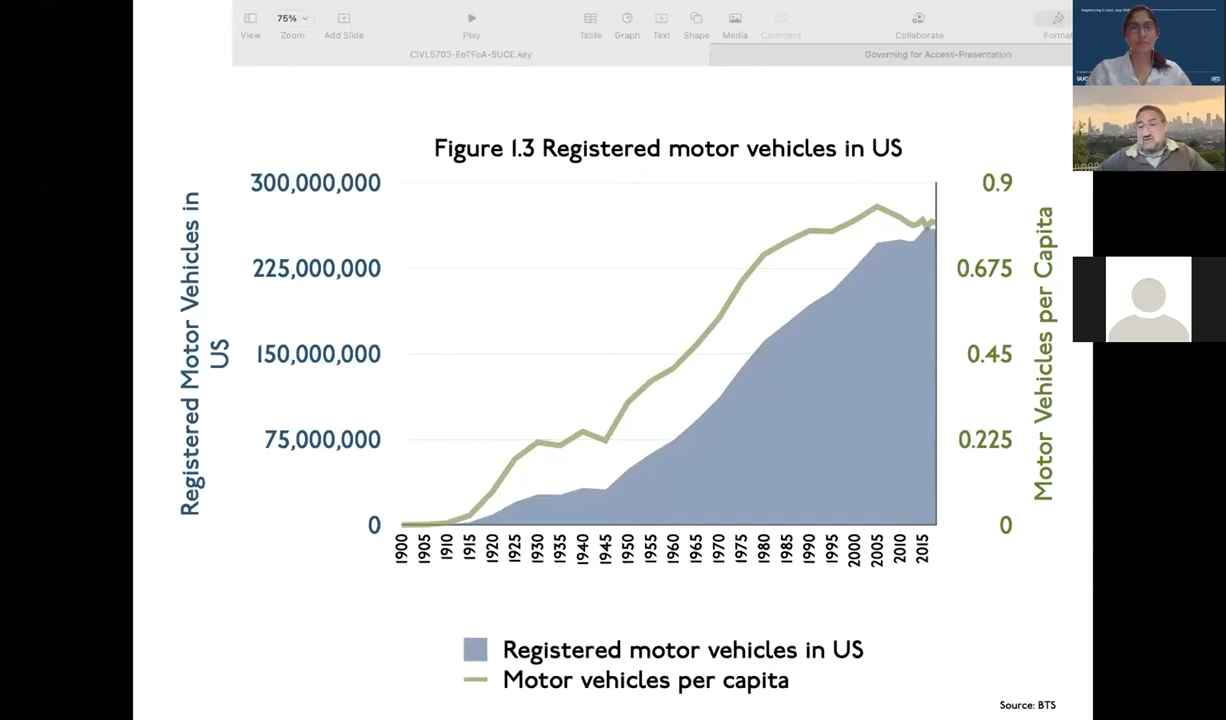 75%
View
Zoom
Add Slide
Play
Table
Graph
Text
Shape
Media
Comment
Collaborate
Format
CIVL5703-EoTFoA-SUCE.key
Governing for Access-Presentation
Figure 1.3 Registered motor vehicles in US
Registered Motor Vehicles in
US
300,000,000
225,000,000
150,000,000
75,000,000
0
0.9
0.675
0.45
0.225
0
Motor Vehicles per Capita
1900
1905
1910
1915
1920
1925
1930
1935
1940
1945
1950
1955
1960
1965
1970
1975
1980
1985
1990
1995
2000
2005
2010
2015
Registered motor vehicles in US
Motor vehicles per capita
Source: BTS